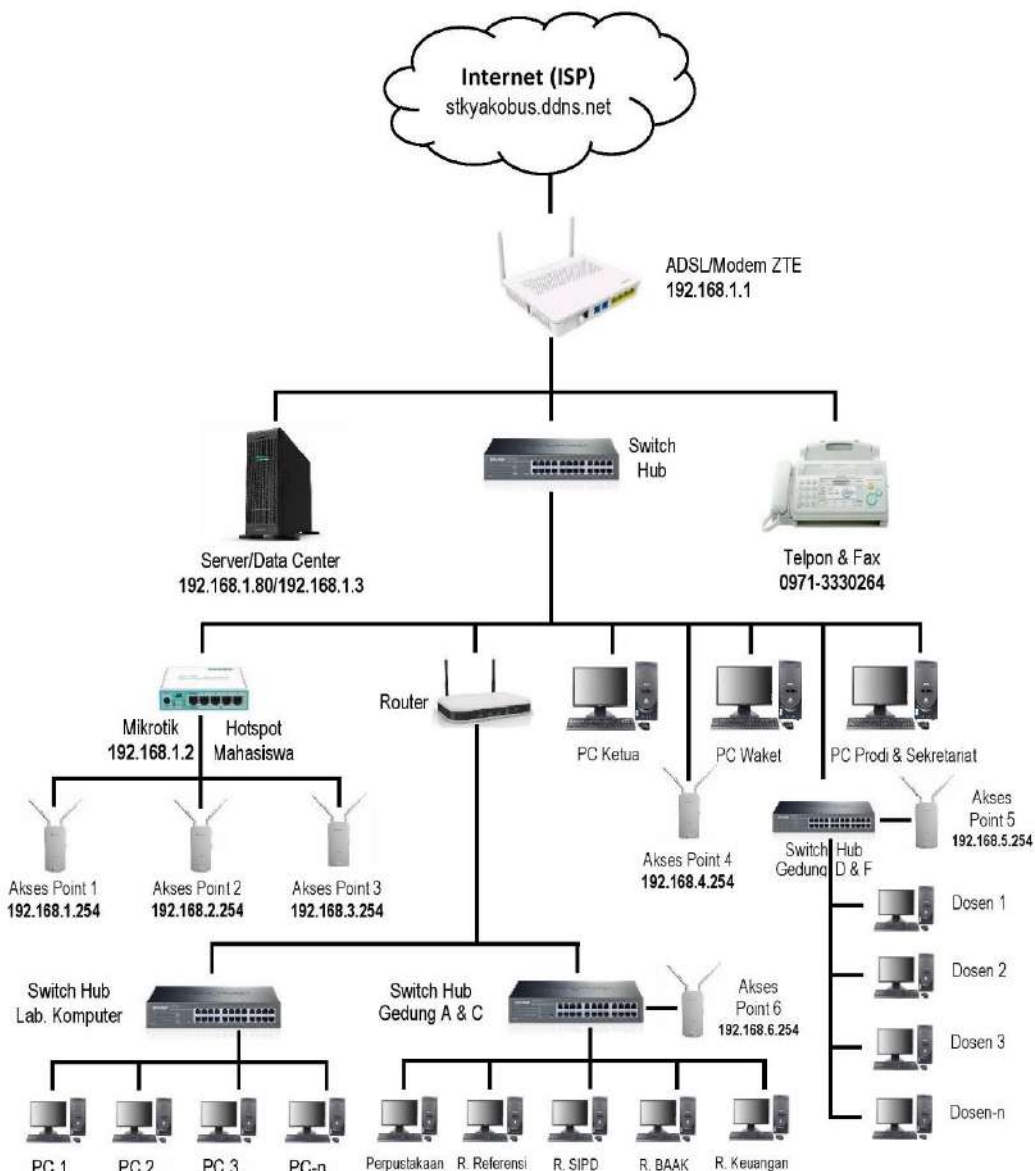 Internet (ISP)
stkyakobus.ddns.net
ADSL/Modem ZTE
192.168.1.1
Switch
Hub
Server/Data Center
192.168.1.80/192.168.1.3
Telpon & Fax
0971-3330264
Mikrotik
192.168.1.2
Hotspot
Mahasiswa
Router
PC Ketua
PC Waket
PC Prodi & Sekretariat
Akses Point 1
192.168.1.254
Akses Point 2
192.168.2.254
Akses Point 3
192.168.3.254
Akses Point 4
192.168.4.254
Switch Hub
Gedung D & F
Akses
Point 5
192.168.5.254
Dosen 1
Dosen 2
Dosen 3
Dosen-n
Switch Hub
Lab. Komputer
Switch Hub
Gedung A & C
Akses
Point 6
192.168.6.254
PC 1
PC 2
PC 3
PC-n
Perpustakaan
R. Referensi
R. SIPD
R. BAAK
R. Keuangan